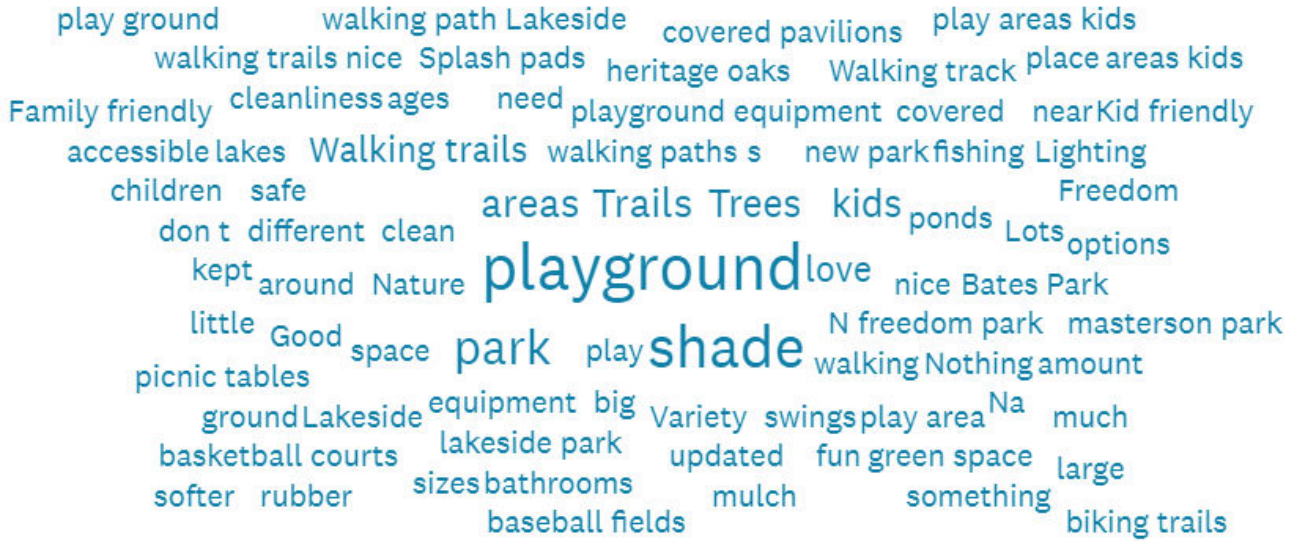 play ground walking path Lakeside covered pavilions play areas kids
walking trails nice Splash pads heritage oaks Walking track place areas kids
Family friendly cleanliness ages need playground equipment covered near Kid friendly
accessible lakes Walking trails walking paths s new park fishing Lighting
children safe areas Trails Trees kids ponds Freedom
don t different clean Lots options
kept around Nature playground love nice Bates Park
little Good space park play shade N freedom park masterson park
picnic tables walking Nothing amount
ground Lakeside equipment big Variety swings play area Na much
basketball courts lakeside park updated fun green space large
softer rubber sizes bathrooms mulch something
baseball fields biking trails